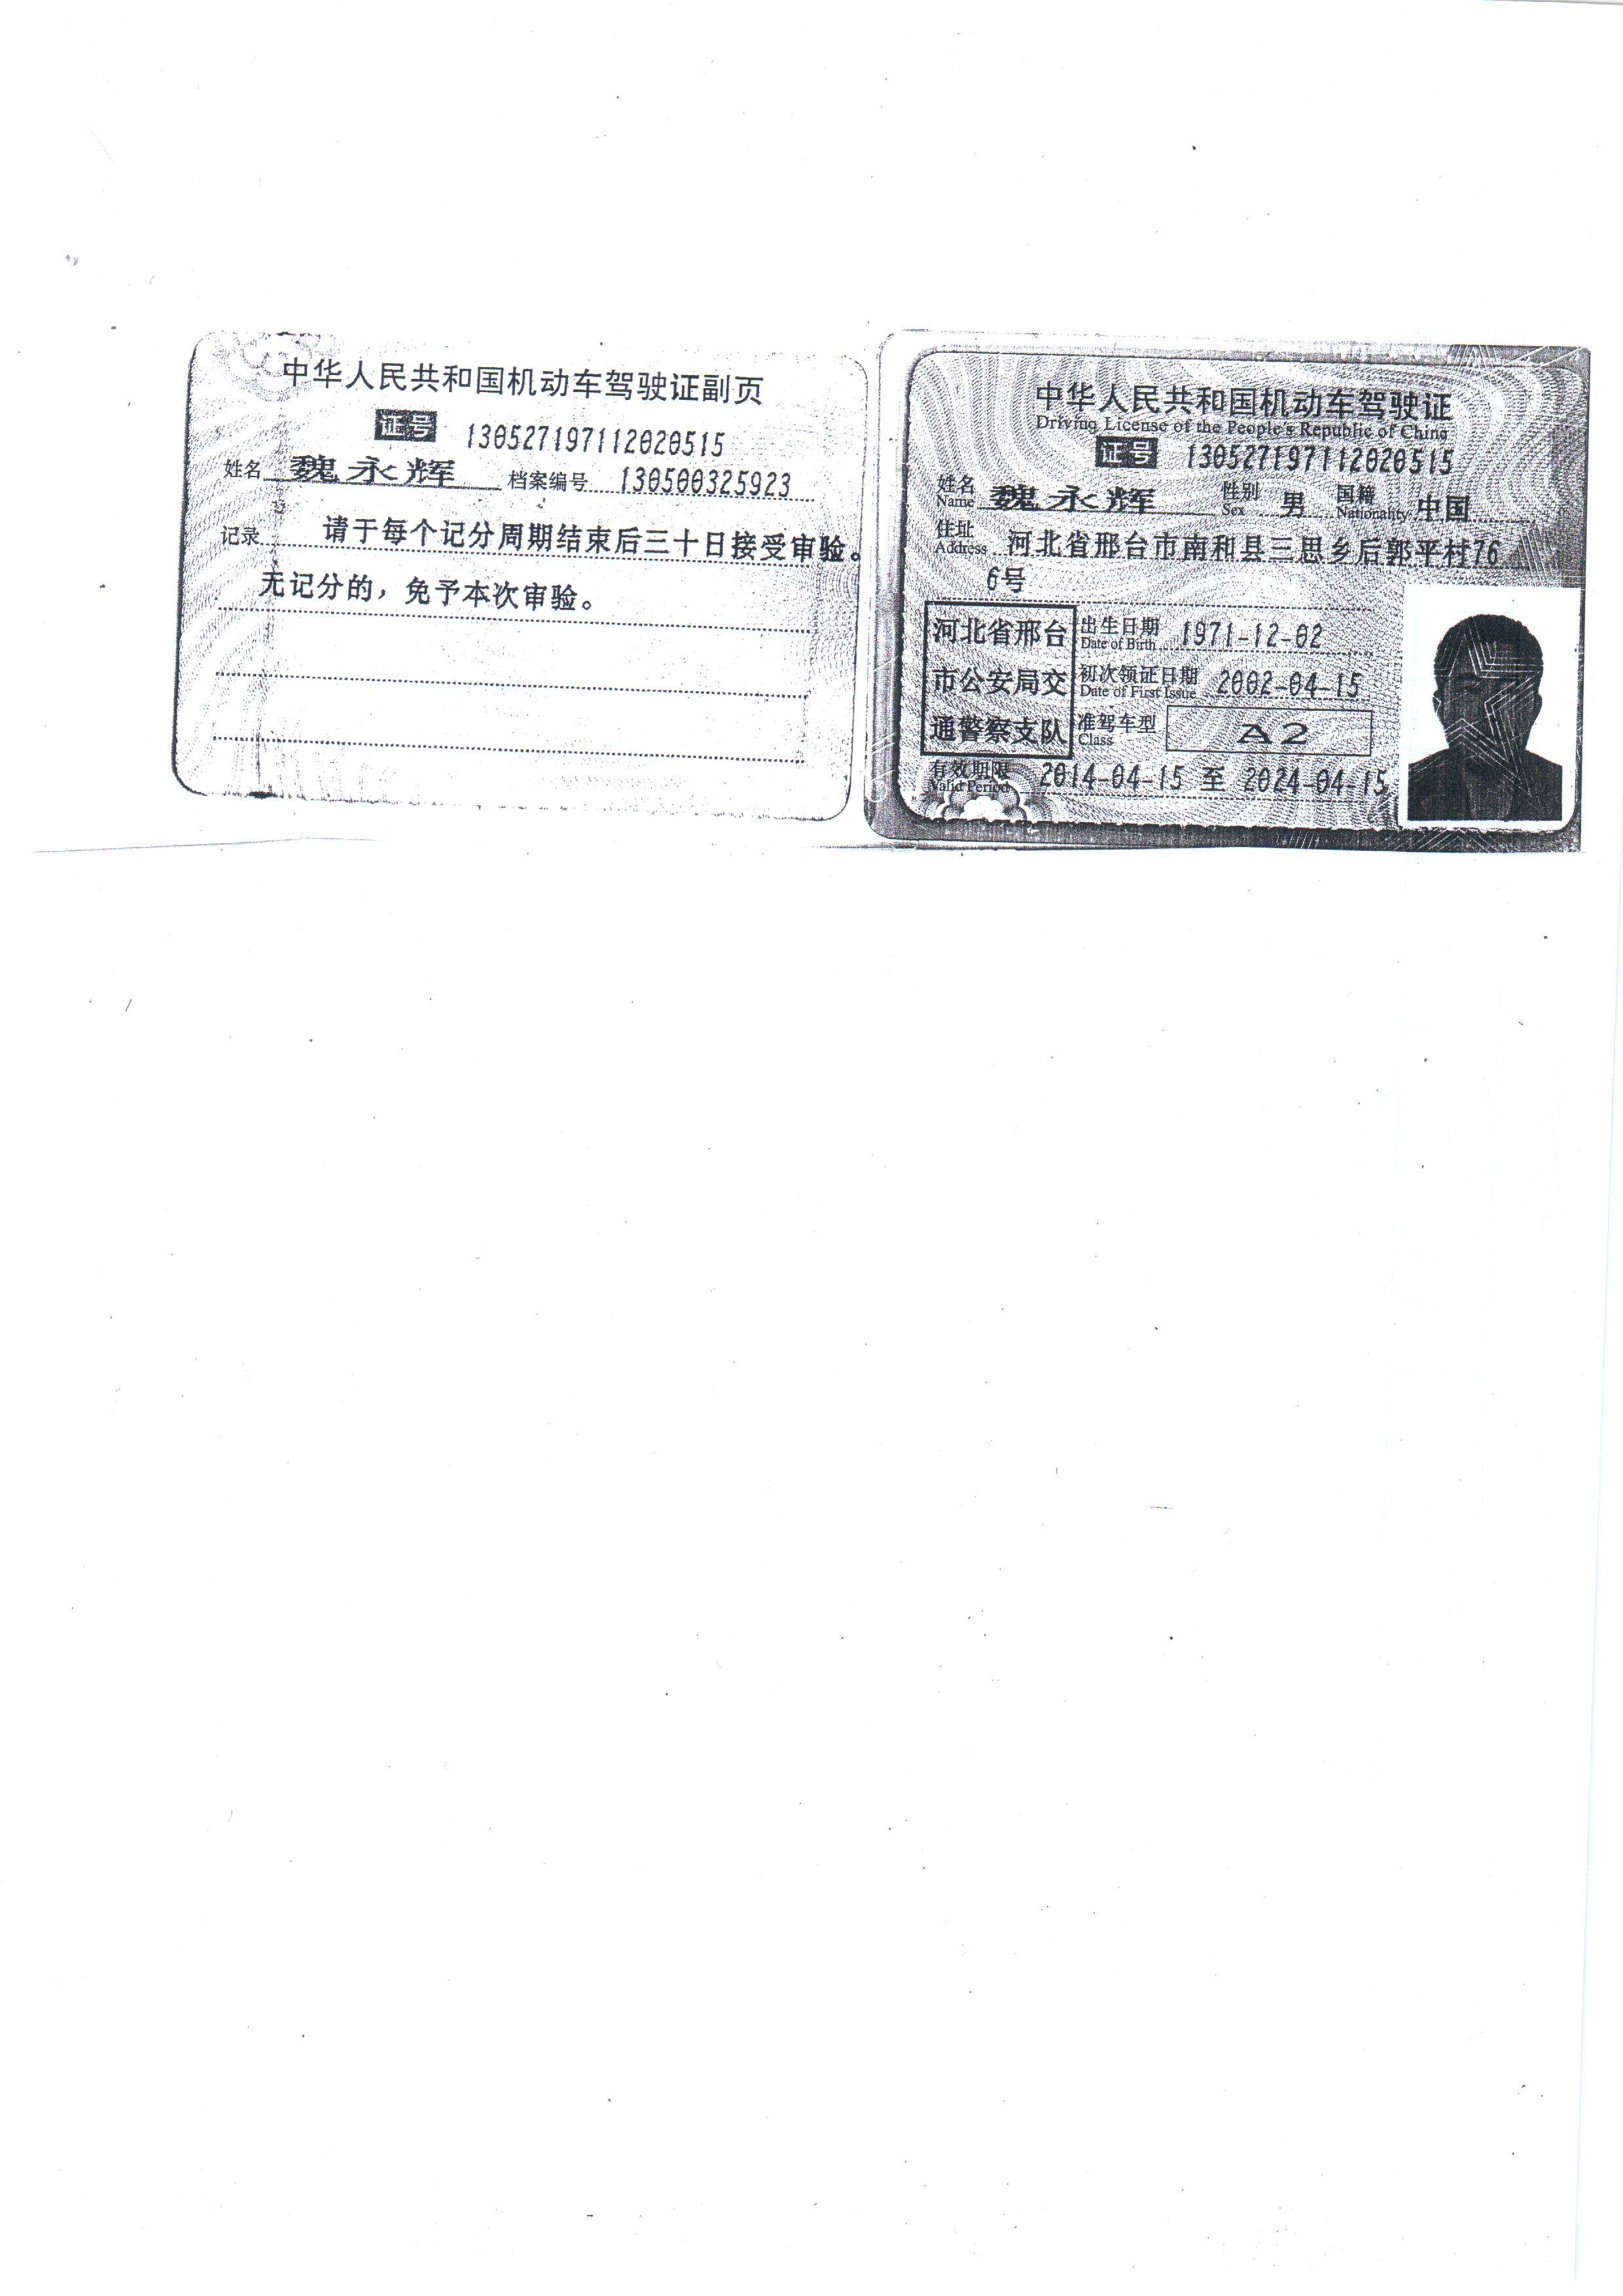 中华人民共和国机动车驾驶证副页
证号 130527197112020515
姓名 魏永辉 档案编号 130500325923
记录 请于每个记分周期结束后三十日接受审验。
无记分的，免予本次审验。
中华人民共和国机动车驾驶证
Driving License of the People's Republic of China
证号 130527197112020515
姓名 魏永辉 性别 男 国籍 中国
Name Sex Nationality
住址 河北省邢台市南和县三思乡后郭平村76
Address
6号
河北省邢台
市公安局交
通警察支队
出生日期 1971-12-02
Date of Birth
初次领证日期 2002-04-15
Date of First Issue
准驾车型 A2
Class
有效期限 2014-04-15 至 2024-04-15
Valid Period